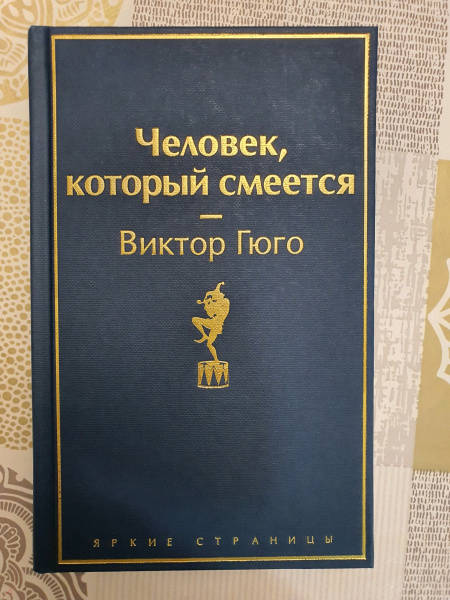 Человек,
который смеется
Виктор Гюго
ЯРКИЕ СТРАНИЦЫ